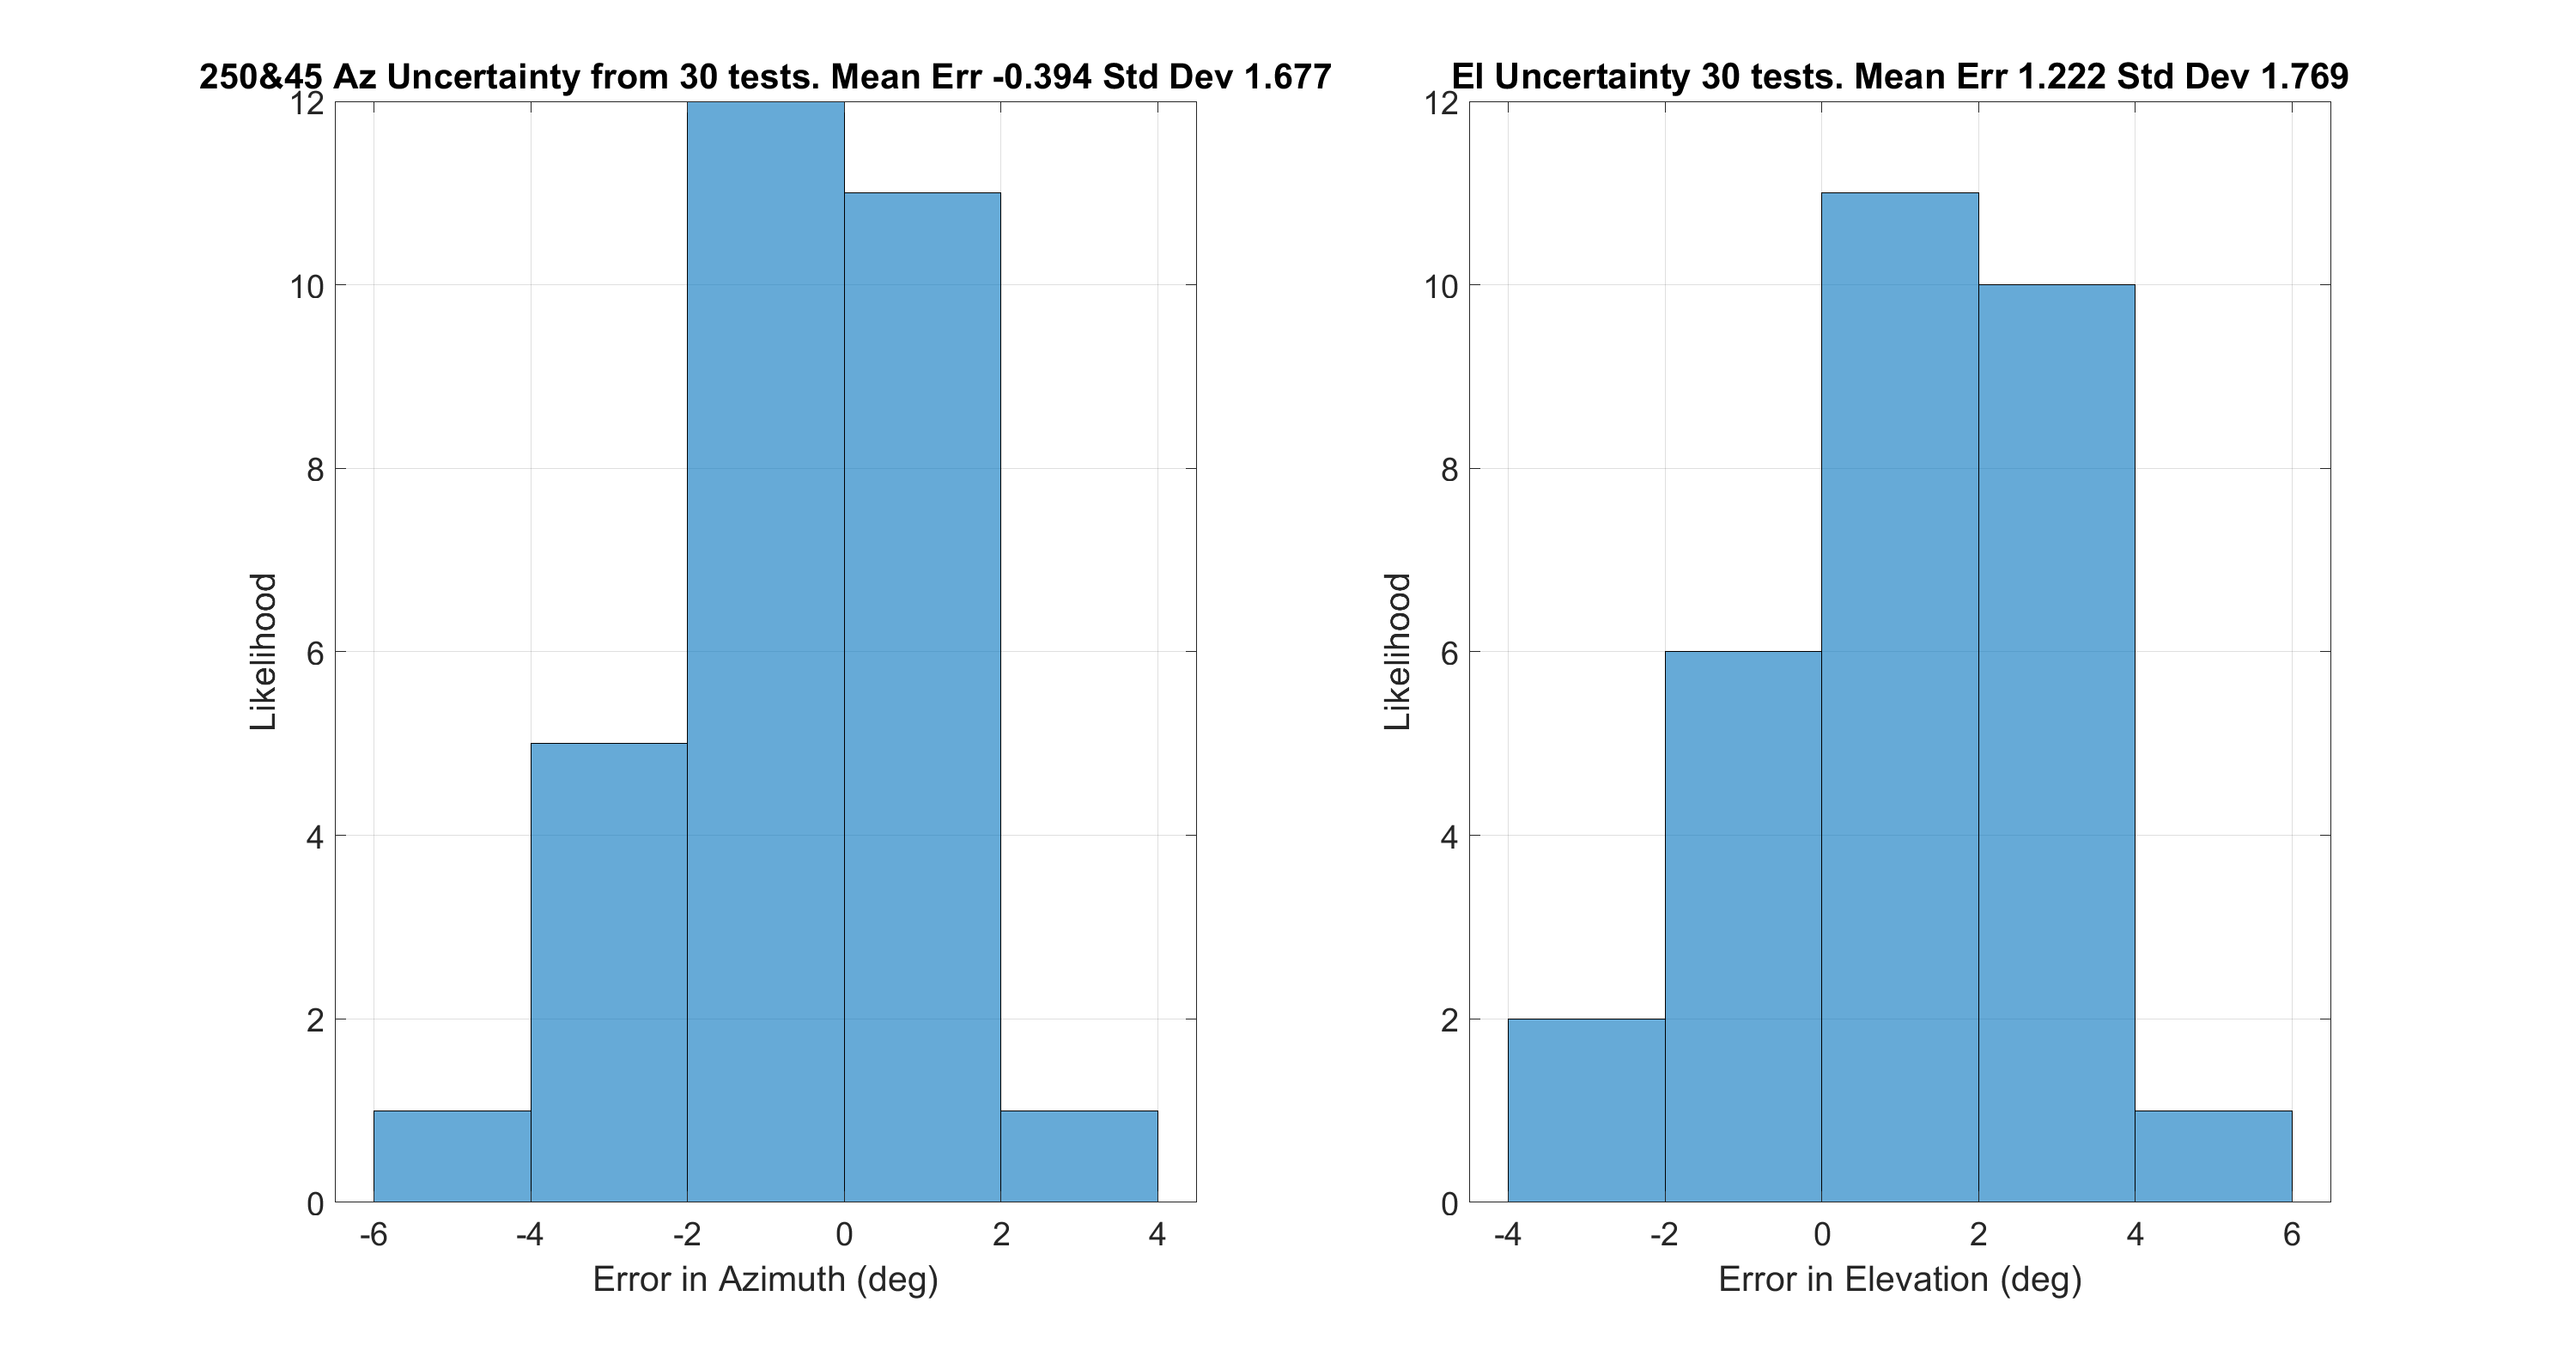 250&45 Az Uncertainty from 30 tests. Mean Err -0.394 Std Dev 1.677
12
10
8
6
4
2
0
Likelihood
-6 -4 -2 0 2 4
Error in Azimuth (deg)
El Uncertainty 30 tests. Mean Err 1.222 Std Dev 1.769
12
10
8
6
4
2
0
Likelihood
-4 -2 0 2 4 6
Error in Elevation (deg)